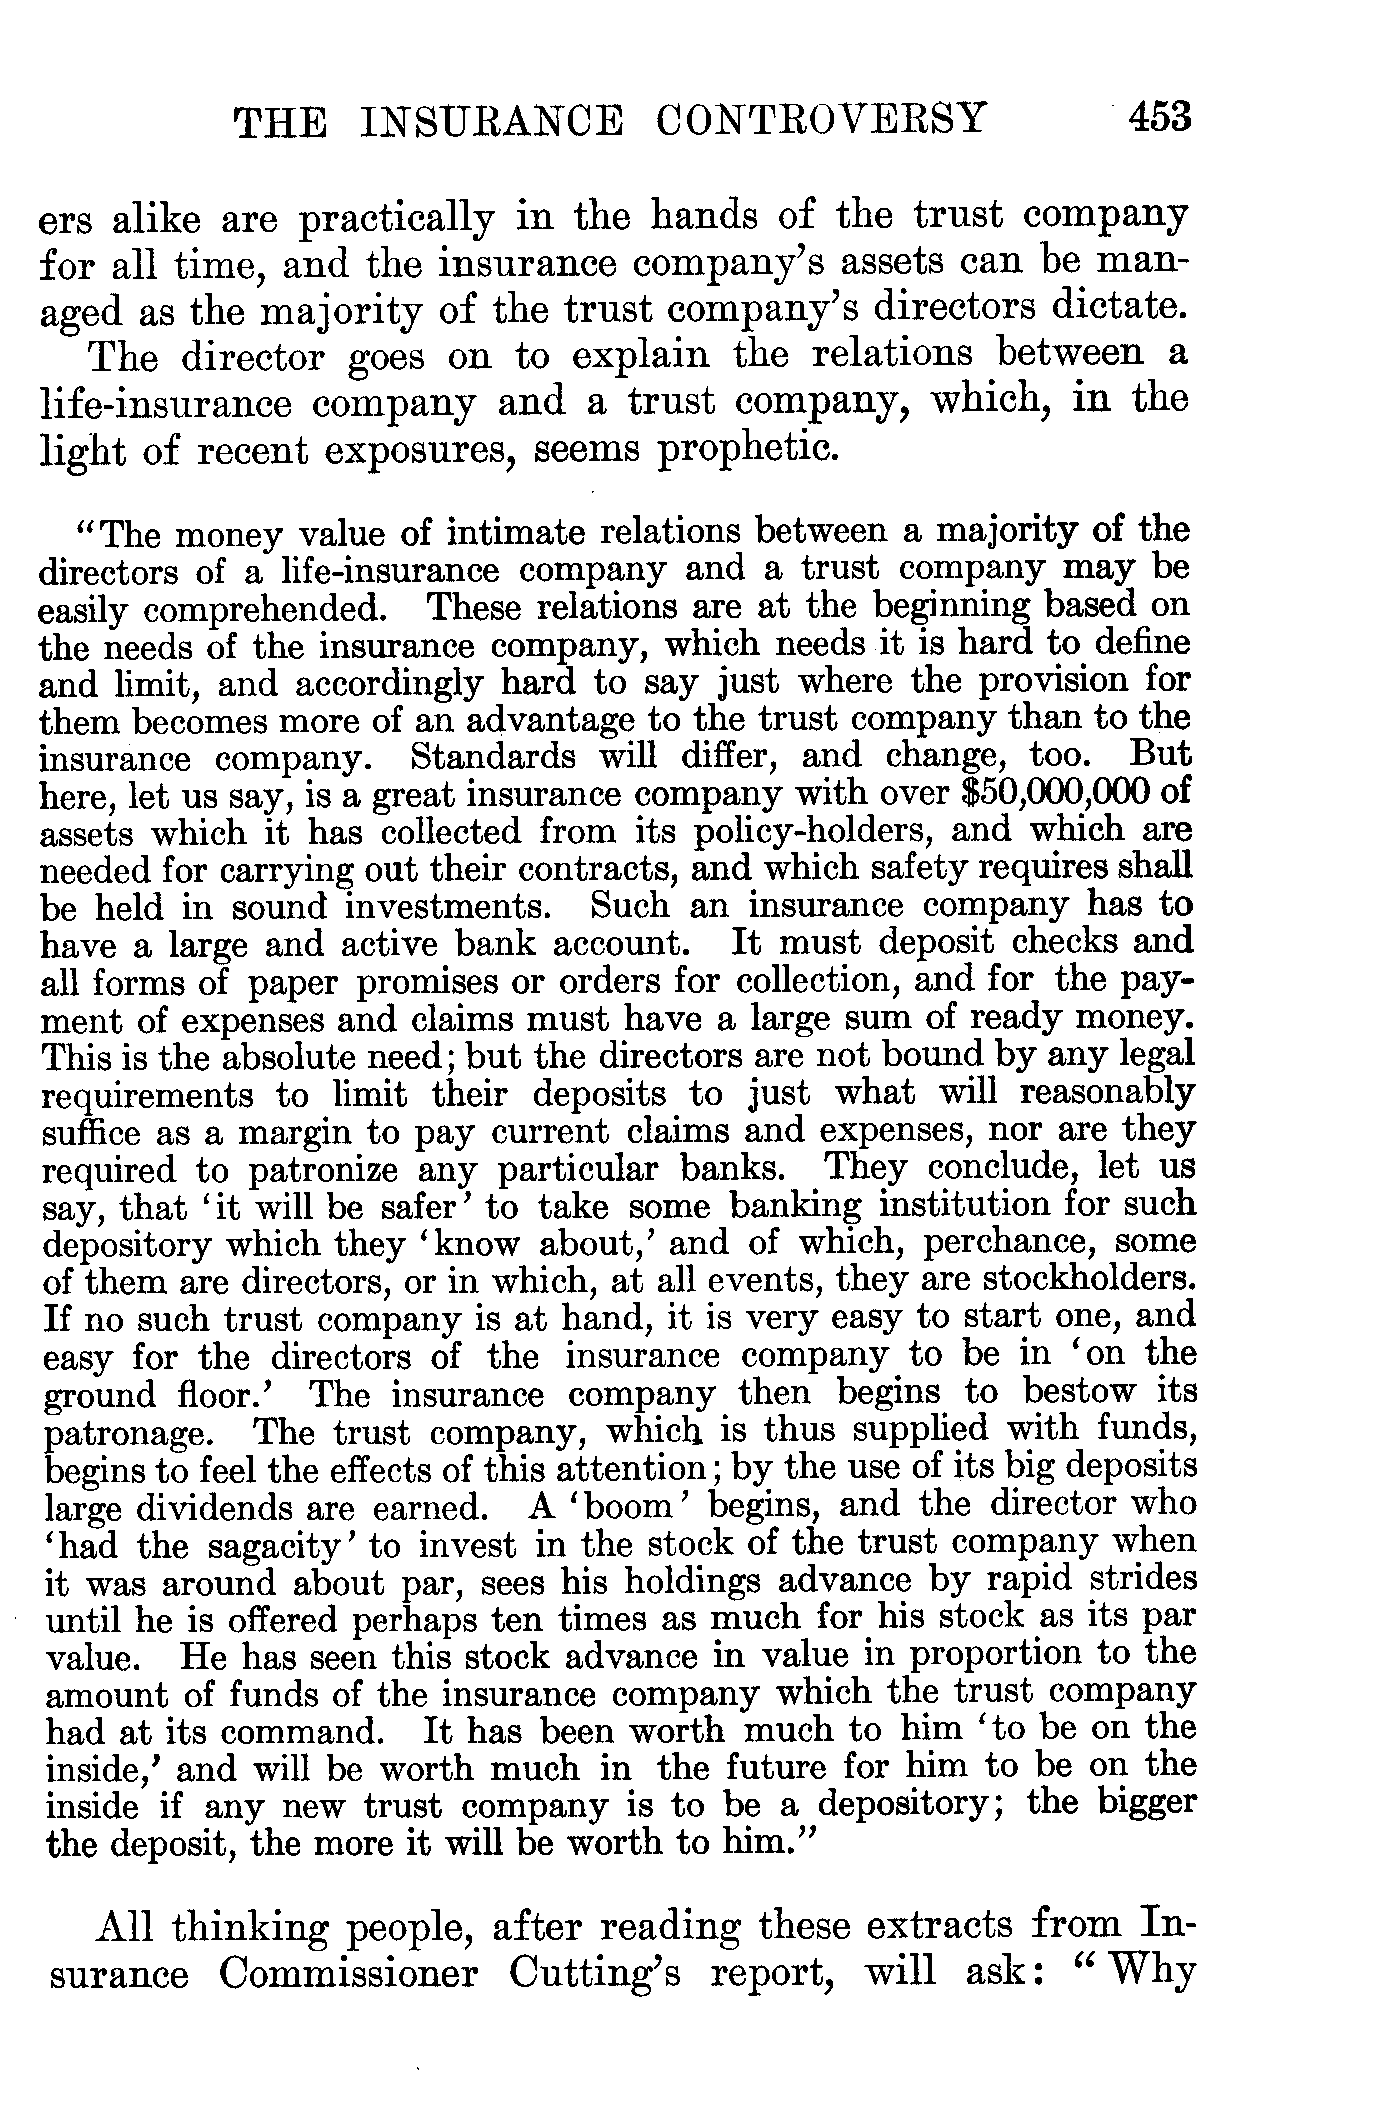 THE INSURANCE CONTROVERSY 453
ers alike are practically in the hands of the trust company
for all time, and the insurance company's assets can be man-
aged as the majority of the trust company's directors dictate.
The director goes on to explain the relations between a
life-insurance company and a trust company, which, in the
light of recent exposures, seems prophetic.
"The money value of intimate relations between a majority of the
directors of a life-insurance company and a trust company may be
easily comprehended. These relations are at the beginning based on
the needs of the insurance company, which needs it is hard to define
and limit, and accordingly hard to say just where the provision for
them becomes more of an advantage to the trust company than to the
insurance company. Standards will differ, and change, too. But
here, let us say, is a great insurance company with over $50,000,000 of
assets which it has collected from its policy-holders, and which are
needed for carrying out their contracts, and which safety requires shall
be held in sound investments. Such an insurance company has to
have a large and active bank account. It must deposit checks and
all forms of paper promises or orders for collection, and for the pay-
ment of expenses and claims must have a large sum of ready money.
This is the absolute need; but the directors are not bound by any legal
requirements to limit their deposits to just what will reasonably
suffice as a margin to pay current claims and expenses, nor are they
required to patronize any particular banks. They conclude, let us
say, that 'it will be safer' to take some banking institution for such
depository which they 'know about,' and of which, perchance, some
of them are directors, or in which, at all events, they are stockholders.
If no such trust company is at hand, it is very easy to start one, and
easy for the directors of the insurance company to be in 'on the
ground floor.' The insurance company then begins to bestow its
patronage. The trust company, which is thus supplied with funds,
begins to feel the effects of this attention; by the use of its big deposits
large dividends are earned. A 'boom' begins, and the director who
'had the sagacity' to invest in the stock of the trust company when
it was around about par, sees his holdings advance by rapid strides
until he is offered perhaps ten times as much for his stock as its par
value. He has seen this stock advance in value in proportion to the
amount of funds of the insurance company which the trust company
had at its command. It has been worth much to him 'to be on the
inside,' and will be worth much in the future for him to be on the
inside if any new trust company is to be a depository; the bigger
the deposit, the more it will be worth to him."
All thinking people, after reading these extracts from In-
surance Commissioner Cutting's report, will ask: "Why